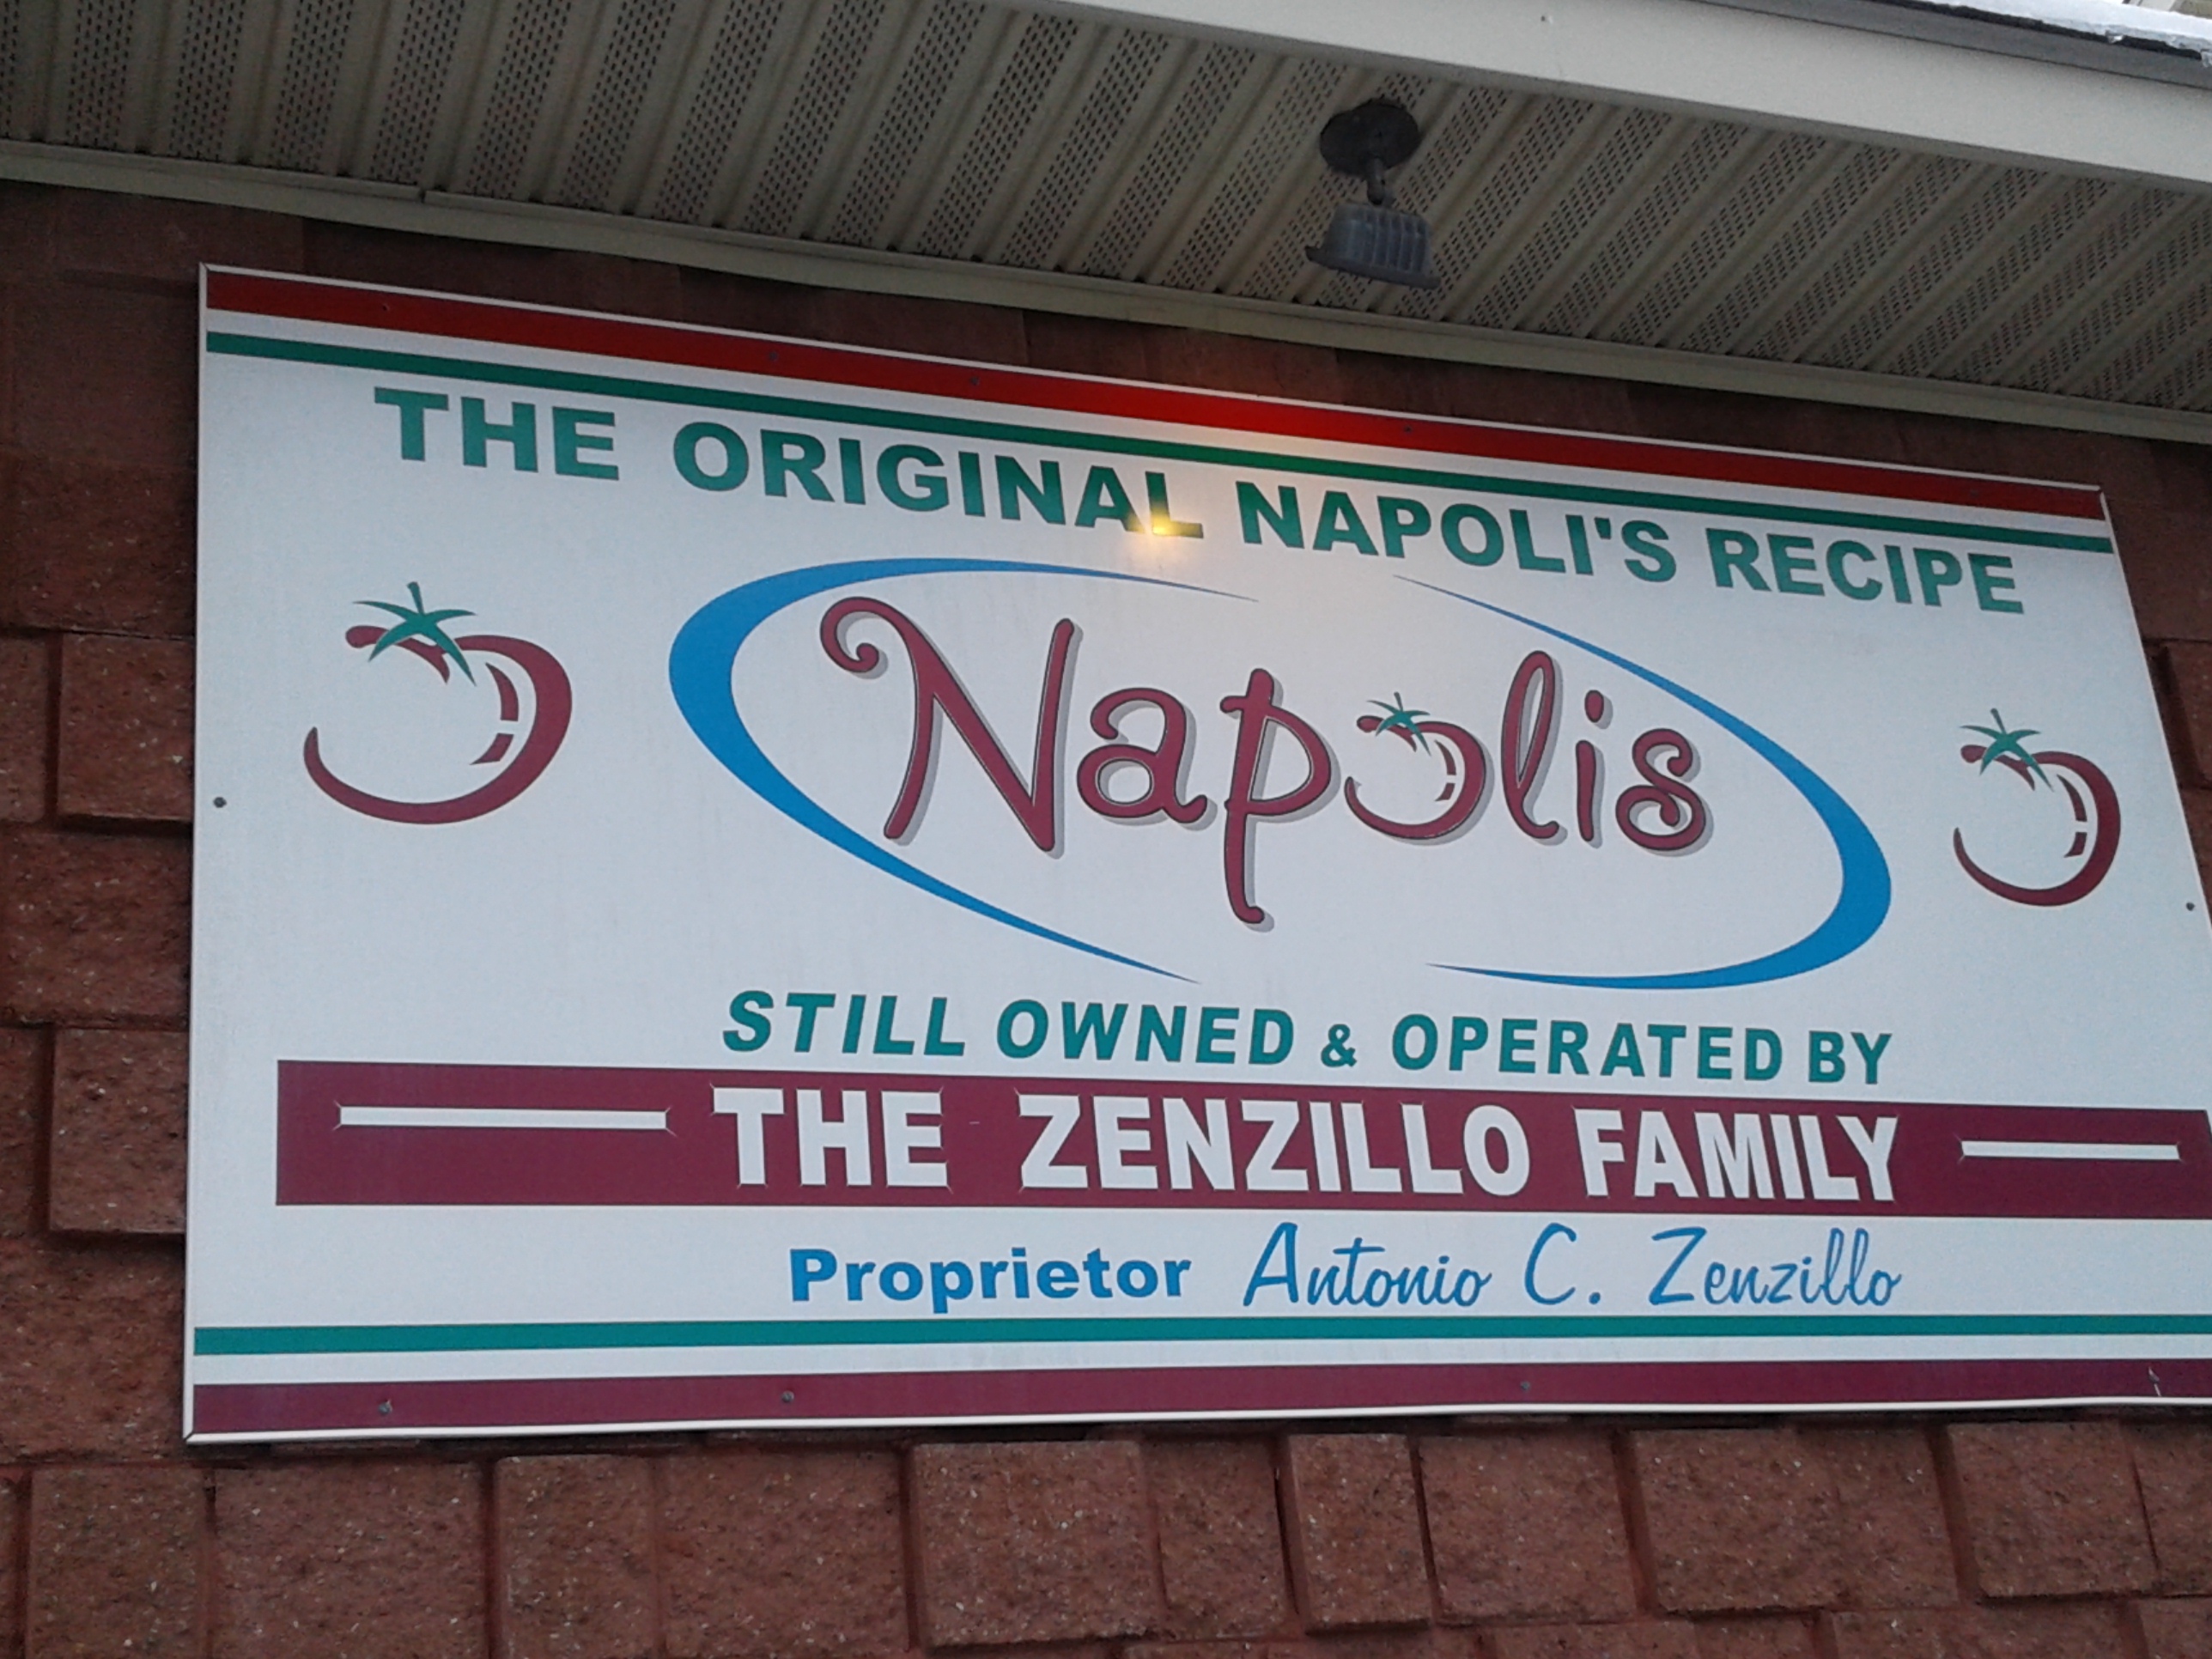 THE ORIGINAL NAPOLI'S RECIPE
Napolis
STILL OWNED & OPERATED BY
THE ZENZILLO FAMILY
Proprietor Antonio C. Zenzillo